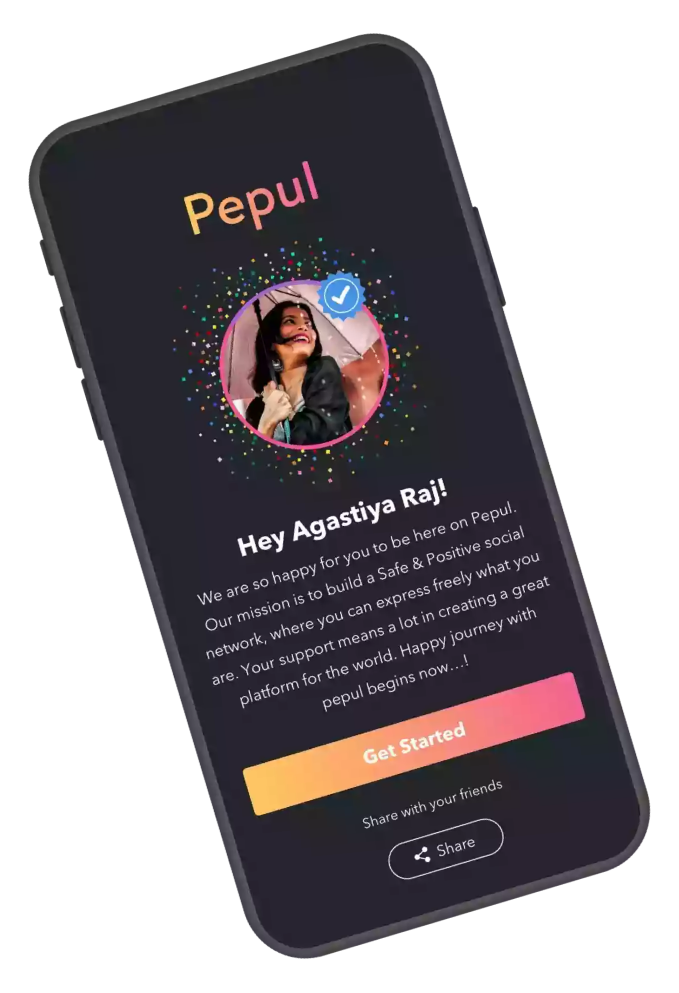 Pepul
Hey Agastiya Raj!
We are so happy for you to be here on Pepul.
Our mission is to build a Safe & Positive social
network, where you can express freely what you
are. Your support means a lot in creating a great
platform for the world. Happy journey with
pepul begins now...!
Get Started
Share with your friends
Share